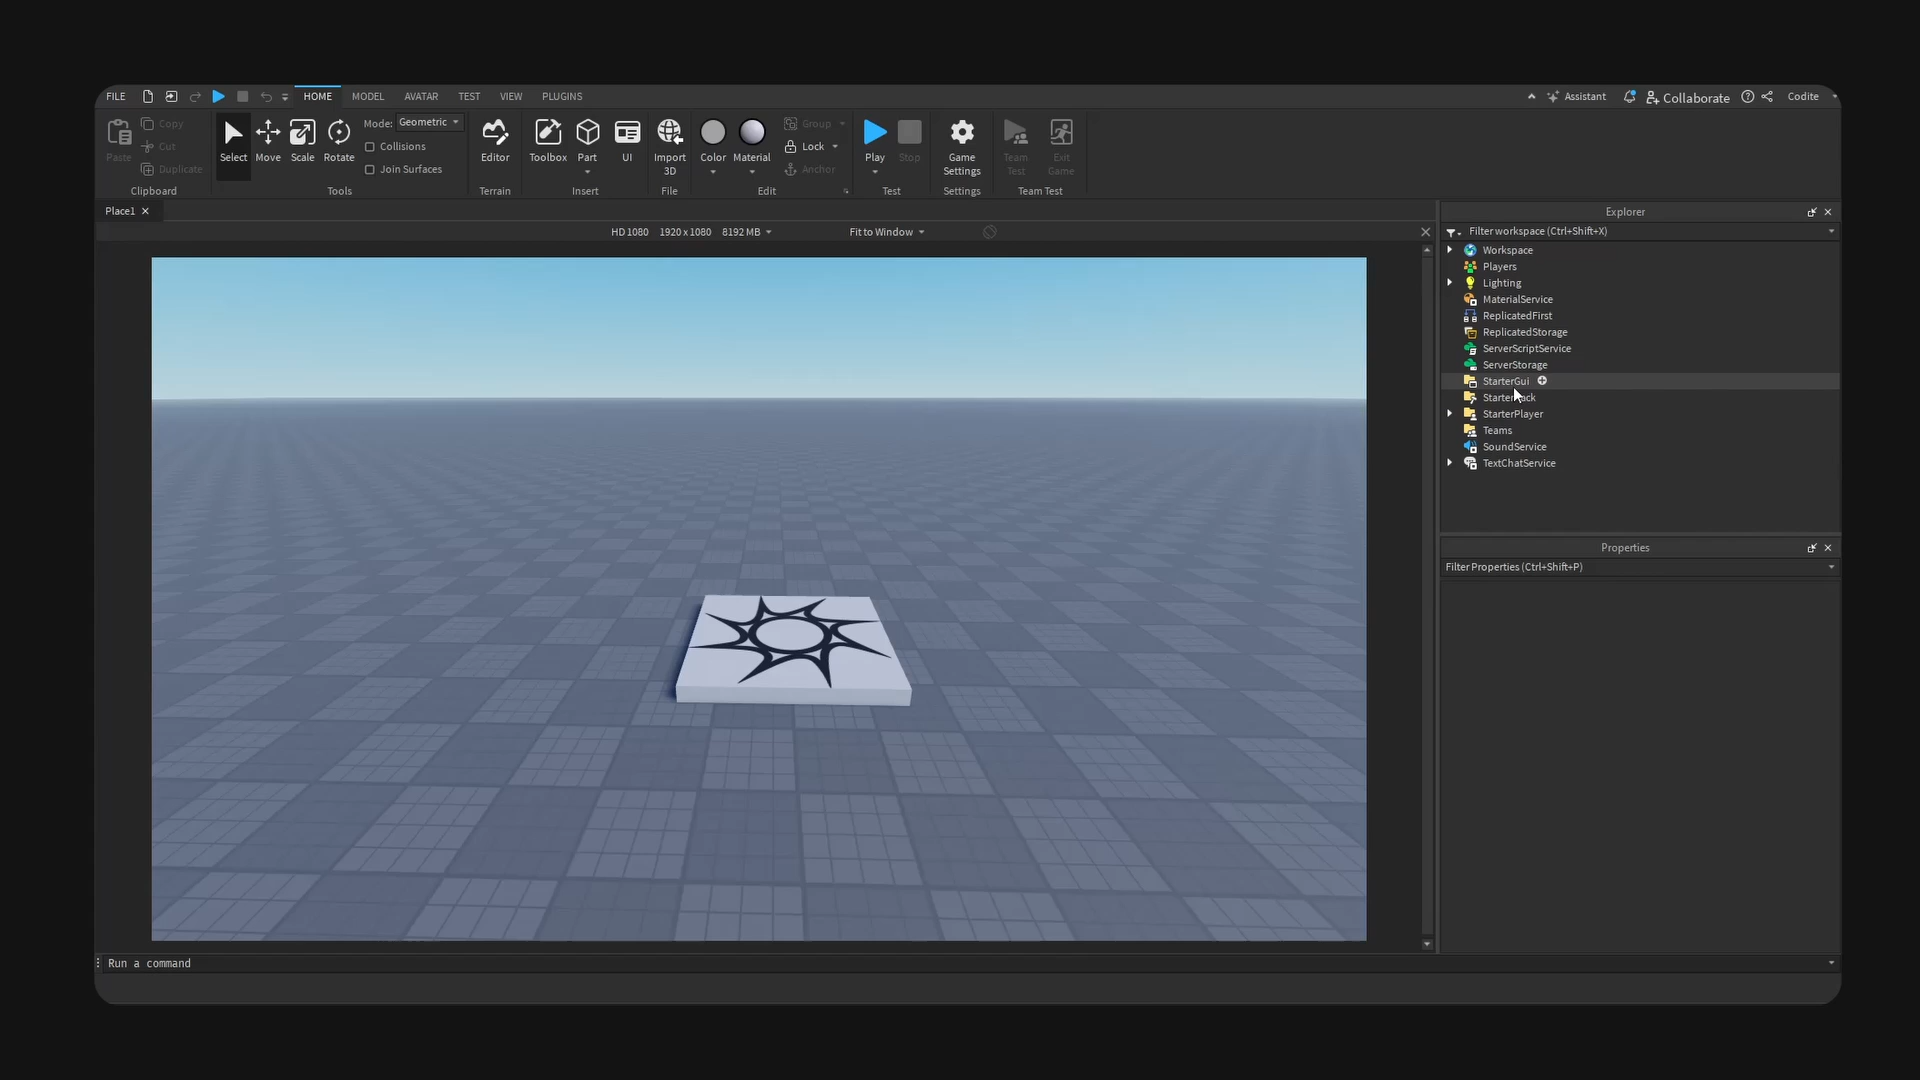 FILE HOME MODEL AVATAR TEST VIEW PLUGINS Assistant Collaborate Codite
Paste Copy Cut Duplicate Clipboard
Select Move Scale Rotate Mode: Geometric Collisions Join Surfaces Tools
Editor Terrain
Toolbox Part UI Insert
Import 3D File
Color Material Group Lock Anchor Edit
Play Stop Test
Game Settings Settings
Team Test Exit Game Team Test
Place1
HD 1080 1920 x 1080 8192 MB Fit to Window
Explorer
Filter workspace (Ctrl+Shift+X)
Workspace
Players
Lighting
MaterialService
ReplicatedFirst
ReplicatedStorage
ServerScriptService
ServerStorage
StarterGui
StarterPlayer
Teams
SoundService
TextChatService
Properties
Filter Properties (Ctrl+Shift+P)
Run a command